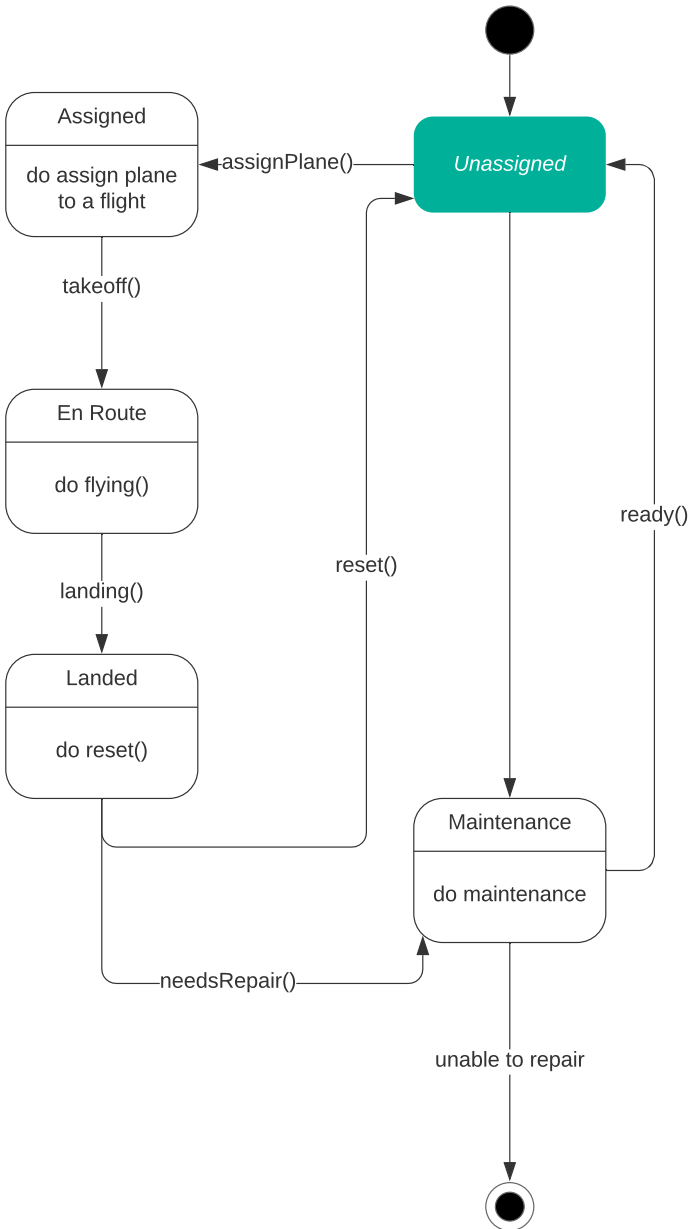 Assigned
do assign plane
to a flight
assignPlane()
Unassigned
takeoff()
En Route
do flying()
ready()
reset()
landing()
Landed
do reset()
Maintenance
do maintenance
needsRepair()
unable to repair